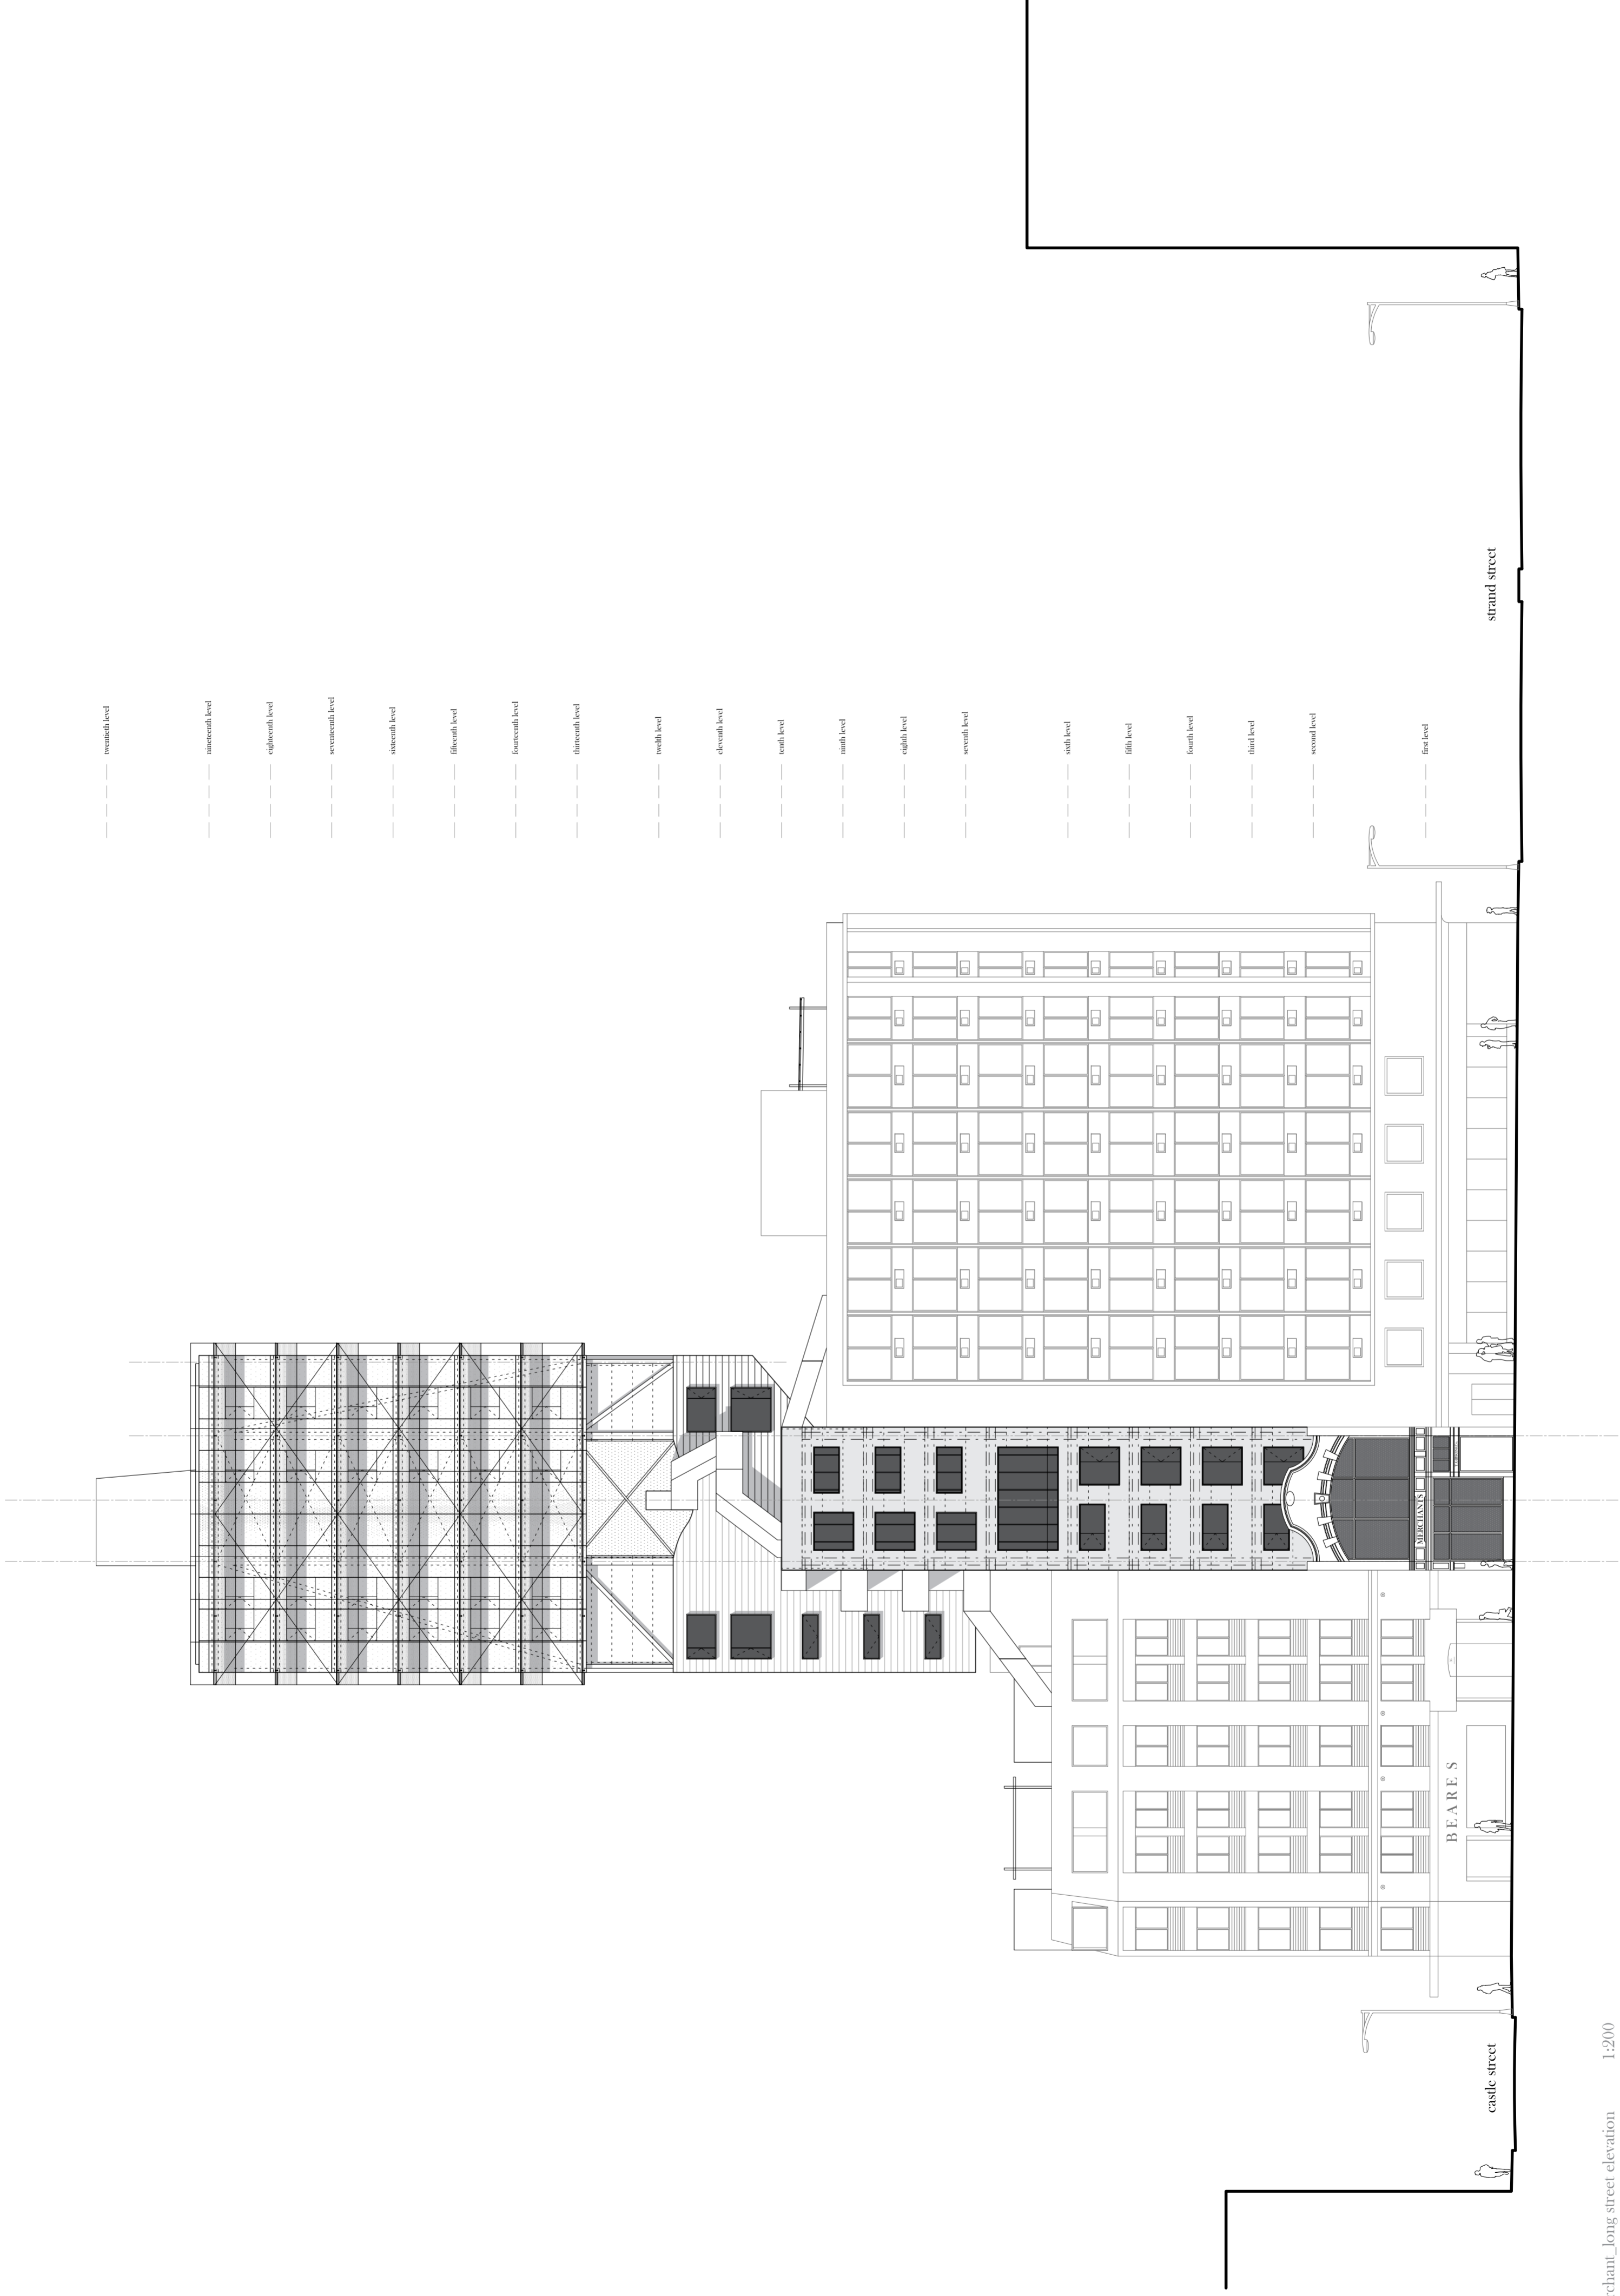 twentieth level
nineteenth level
eighteenth level
seventeenth level
sixteenth level
fifteenth level
fourteenth level
thirteenth level
twelth level
eleventh level
tenth level
ninth level
eighth level
seventh level
sixth level
fifth level
fourth level
third level
second level
first level
MERCHANTS
BEARES
castle street
strand street
chant_long street elevation 1:200